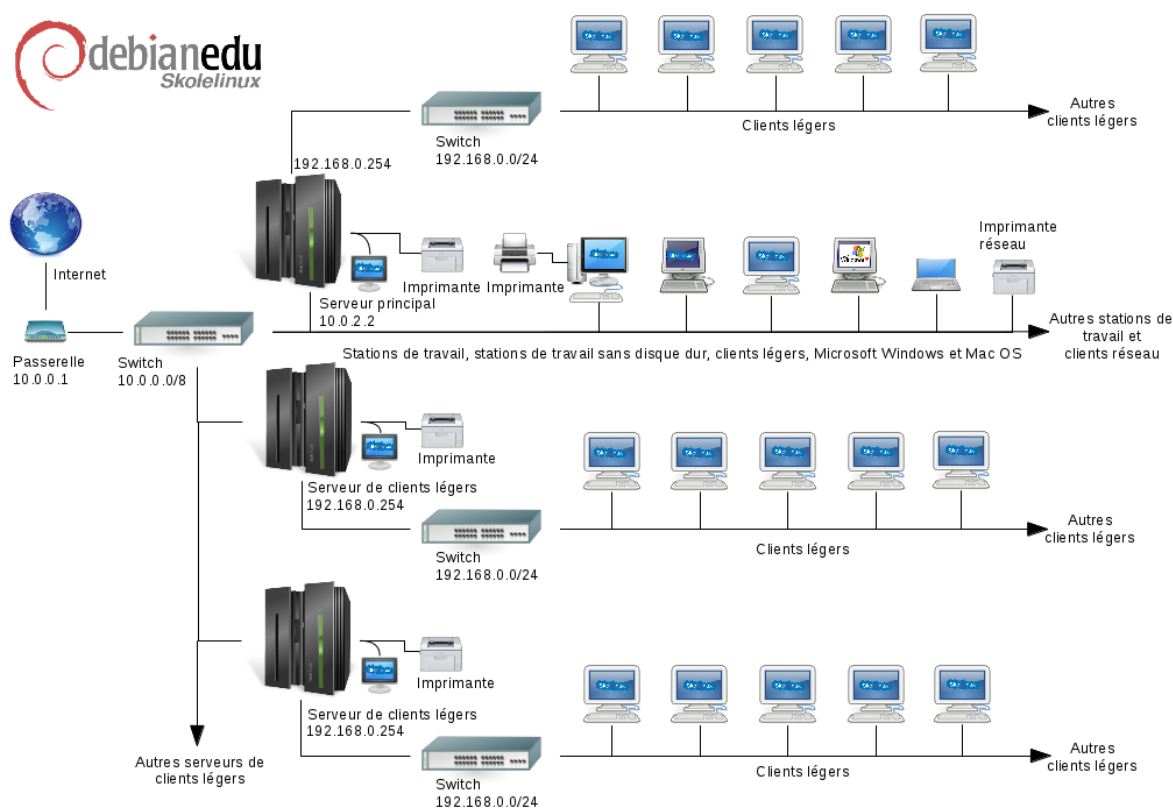 debianedu
Skolelinux
Autres
clients légers
Clients légers
Switch
192.168.0.0/24
192.168.0.254
Internet
Imprimante
réseau
Imprimante
Imprimante
Serveur principal
10.0.2.2
Passerelle
10.0.0.1
Switch
10.0.0.0/8
Autres stations de
travail et
clients réseau
Stations de travail, stations de travail sans disque dur, clients légers, Microsoft Windows et Mac OS
Imprimante
Serveur de clients légers
192.168.0.254
Switch
192.168.0.0/24
Clients légers
Autres
clients légers
Imprimante
Serveur de clients légers
192.168.0.254
Autres serveurs de
clients légers
Switch
192.168.0.0/24
Clients légers
Autres
clients légers